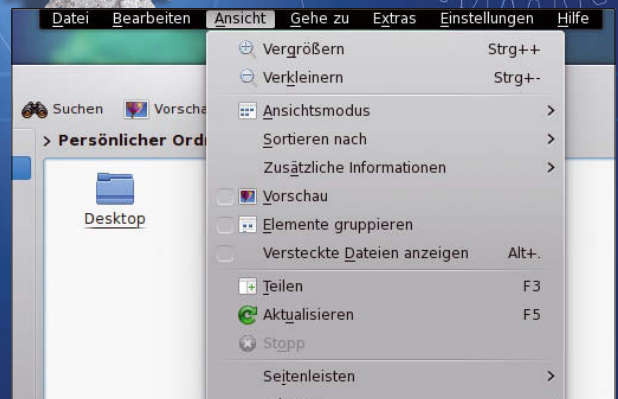 Datei Bearbeiten Ansicht Gehe zu Extras Einstellungen Hilfe
Vergrößern Strg++
Verkleinern Strg+-
Suchen Vorscha
Ansichtsmodus
Sortieren nach
> Persönlicher Ord
Zusätzliche Informationen
Vorschau
Desktop
Elemente gruppieren
Versteckte Dateien anzeigen Alt+.
Teilen F3
Aktualisieren F5
Stopp
Seitenleisten